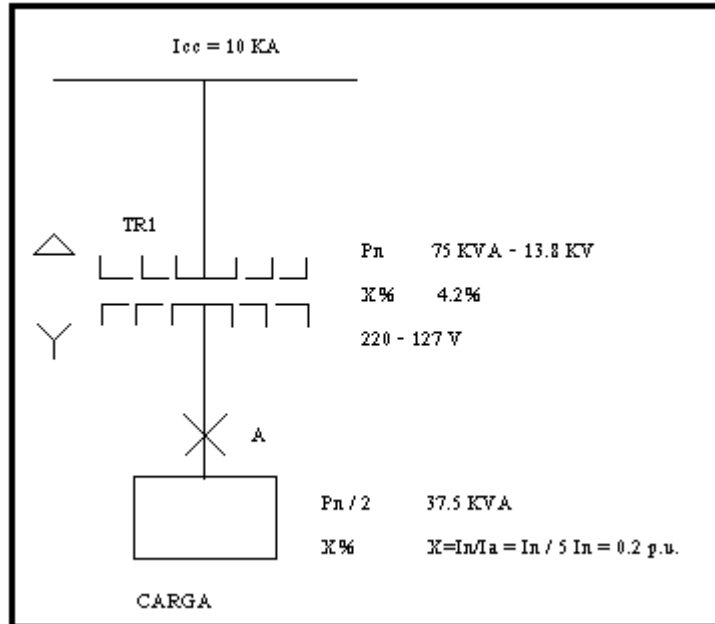 Icc = 10 KA
TR1
Pn 75 KVA - 13.8 KV
X% 4.2%
220 - 127 V
A
Pn / 2 37.5 KVA
X% X=In/Ia = In / 5 In = 0.2 p.u.
CARGA